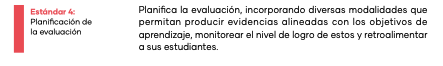 Estándar 4:
Planificación de
la evaluación
Planifica la evaluación, incorporando diversas modalidades que
permitan producir evidencias alineadas con los objetivos de
aprendizaje, monitorear el nivel de logro de estos y retroalimentar
a sus estudiantes.